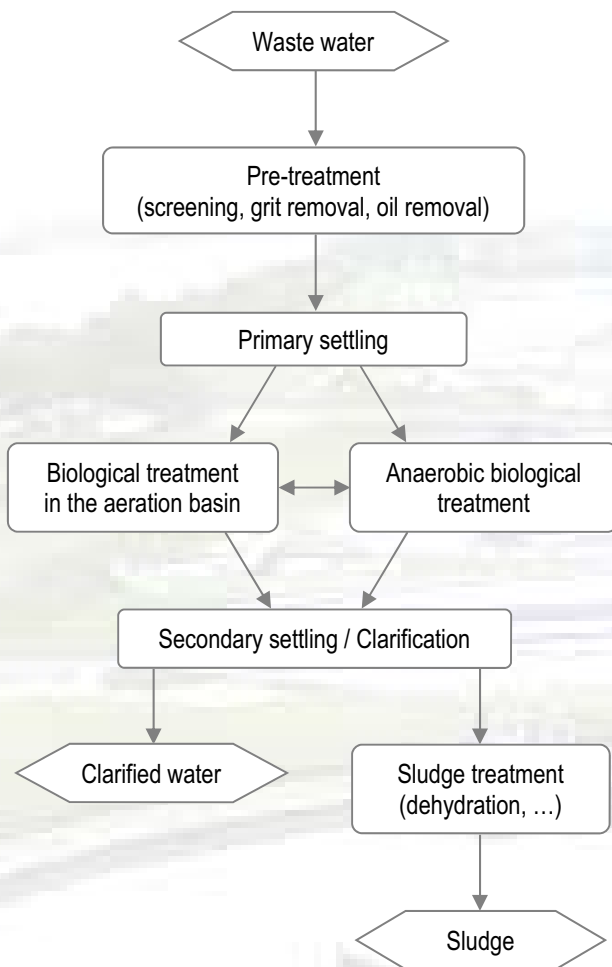 Waste water
Pre-treatment
(screening, grit removal, oil removal)
Primary settling
Biological treatment
in the aeration basin
Anaerobic biological
treatment
Secondary settling / Clarification
Clarified water
Sludge treatment
(dehydration, …)
Sludge